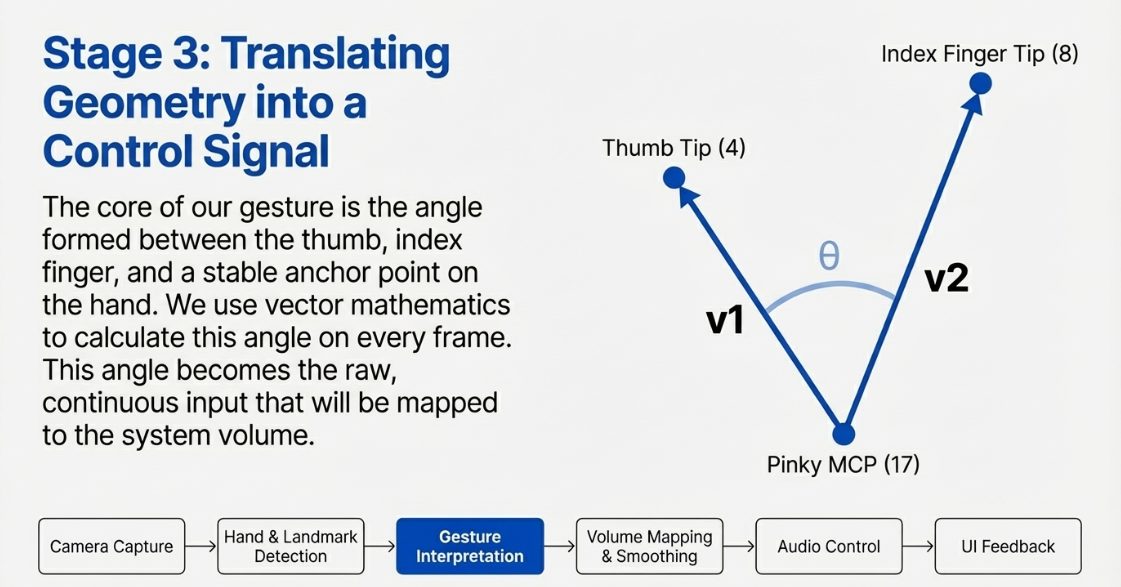 Stage 3: Translating
Geometry into a
Control Signal
The core of our gesture is the angle
formed between the thumb, index
finger, and a stable anchor point on
the hand. We use vector mathematics
to calculate this angle on every frame.
This angle becomes the raw,
continuous input that will be mapped
to the system volume.
Index Finger Tip (8)
Thumb Tip (4)
θ
v2
v1
Pinky MCP (17)
Camera Capture
Hand & Landmark
Detection
Gesture
Interpretation
Volume Mapping
& Smoothing
Audio Control
UI Feedback